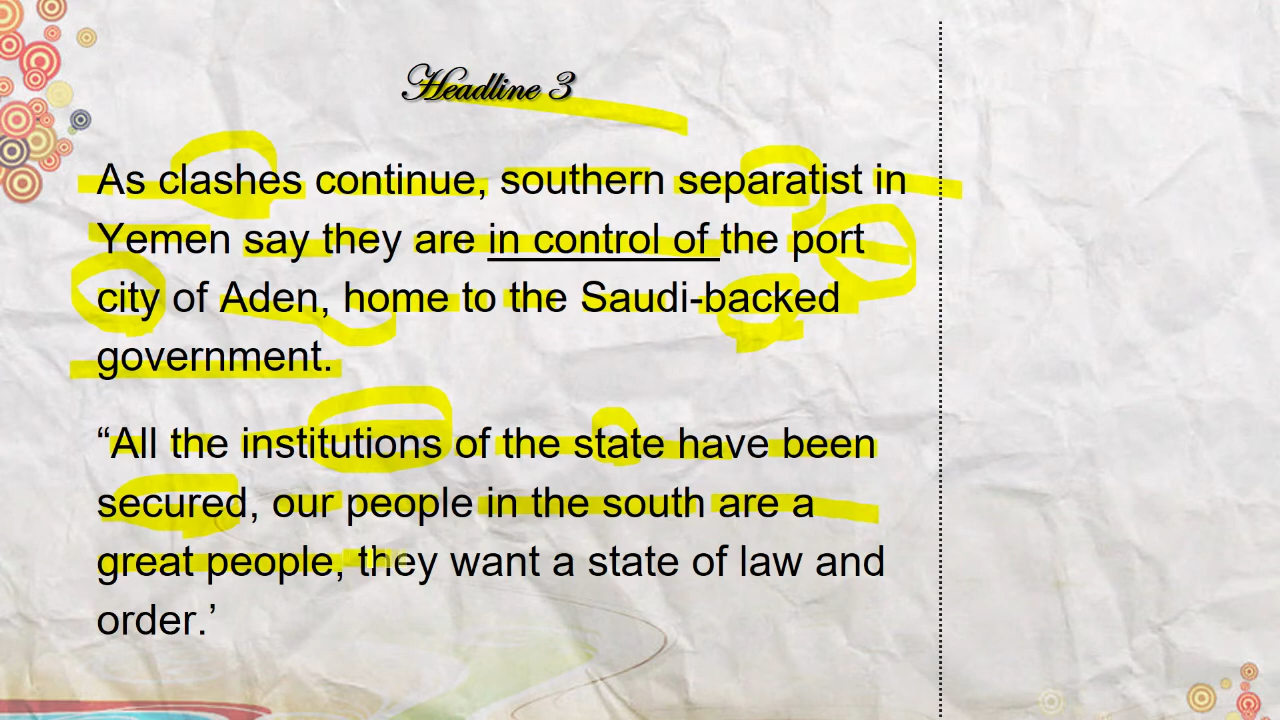 Headline 3
As clashes continue, southern separatist in
Yemen say they are in control of the port
city of Aden, home to the Saudi-backed
government.
“All the institutions of the state have been
secured, our people in the south are a
great people, they want a state of law and
order.’